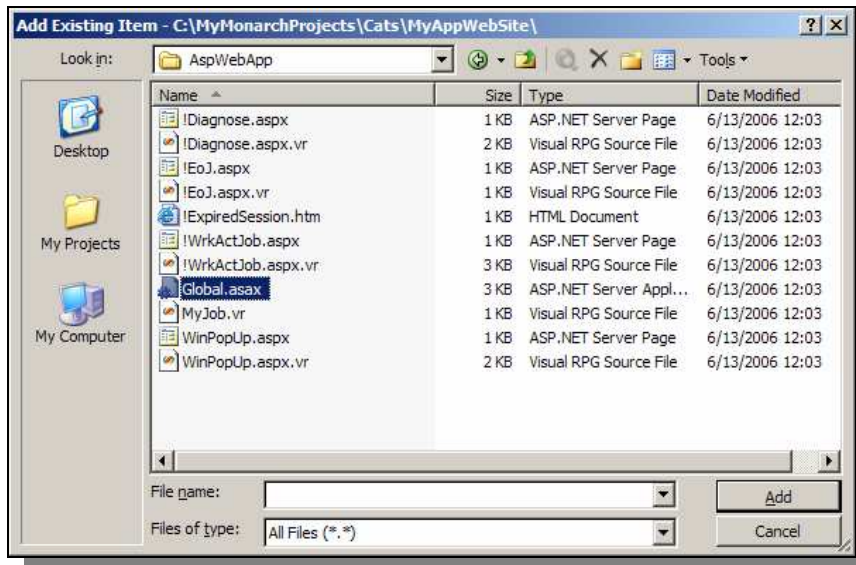 Add Existing Item - C:\MyMonarchProjects\Cats\MyAppWebSite\
Look in: AspWebApp Tools
Name Size Type Date Modified
!Diagnose.aspx 1 KB ASP.NET Server Page 6/13/2006 12:03
!Diagnose.aspx.vr 2 KB Visual RPG Source File 6/13/2006 12:03
!EoJ.aspx 1 KB ASP.NET Server Page 6/13/2006 12:03
!EoJ.aspx.vr 1 KB Visual RPG Source File 6/13/2006 12:03
!ExpiredSession.htm 1 KB HTML Document 6/13/2006 12:03
!WrkActJob.aspx 1 KB ASP.NET Server Page 6/13/2006 12:03
!WrkActJob.aspx.vr 3 KB Visual RPG Source File 6/13/2006 12:03
Global.asax 3 KB ASP.NET Server Appl... 6/13/2006 12:03
MyJob.vr 1 KB Visual RPG Source File 6/13/2006 12:03
WinPopUp.aspx 1 KB ASP.NET Server Page 6/13/2006 12:03
WinPopUp.aspx.vr 2 KB Visual RPG Source File 6/13/2006 12:03
Desktop
My Projects
My Computer
File name: Add
Files of type: All Files (*.*) Cancel